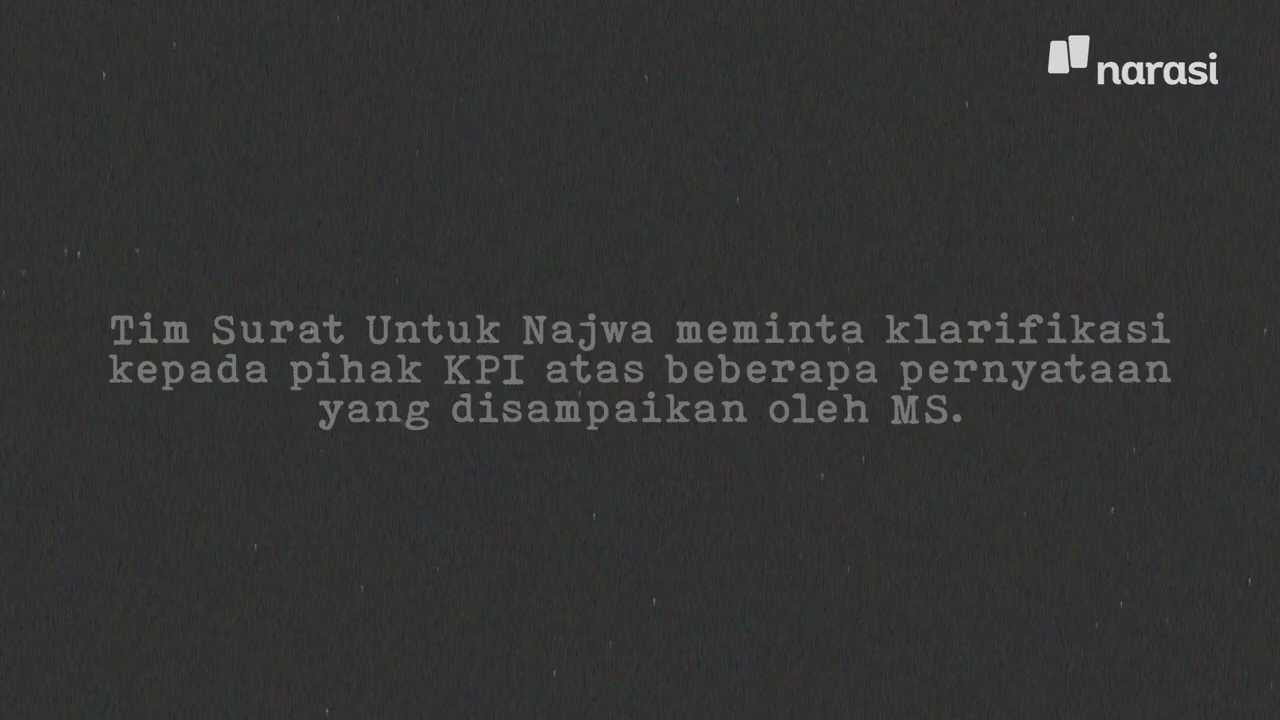 narasi
Tim Surat Untuk Najwa meminta klarifikasi
kepada pihak KPI atas beberapa pernyataan
yang disampaikan oleh MS.